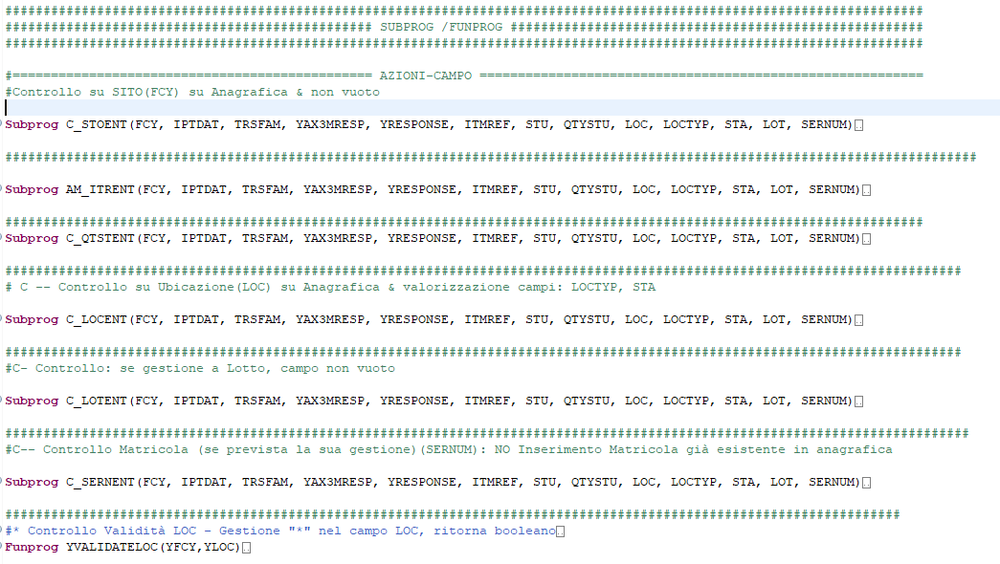 ########################################################################################################################
################################################ SUBPROG /FUNPROG ######################################################
########################################################################################################################
#=============================================== AZIONI-CAMPO ==========================================================
#Controllo su SITO(FCY) su Anagrafica & non vuoto
Subprog C_STOENT(FCY, IPTDAT, TRSFAM, YAX3MRESP, YRESPONSE, ITMREF, STU, QTYSTU, LOC, LOCTYP, STA, LOT, SERNUM)
###############################################################################################################################
Subprog AM_ITRENT(FCY, IPTDAT, TRSFAM, YAX3MRESP, YRESPONSE, ITMREF, STU, QTYSTU, LOC, LOCTYP, STA, LOT, SERNUM)
########################################################################################################################
Subprog C_QTSTENT(FCY, IPTDAT, TRSFAM, YAX3MRESP, YRESPONSE, ITMREF, STU, QTYSTU, LOC, LOCTYP, STA, LOT, SERNUM)
#############################################################################################################################
# C -- Controllo su Ubicazione(LOC) su Anagrafica & valorizzazione campi: LOCTYP, STA
Subprog C_LOCENT(FCY, IPTDAT, TRSFAM, YAX3MRESP, YRESPONSE, ITMREF, STU, QTYSTU, LOC, LOCTYP, STA, LOT, SERNUM)
#############################################################################################################################
#C- Controllo: se gestione a Lotto, campo non vuoto
Subprog C_LOTENT(FCY, IPTDAT, TRSFAM, YAX3MRESP, YRESPONSE, ITMREF, STU, QTYSTU, LOC, LOCTYP, STA, LOT, SERNUM)
##############################################################################################################################
#C-- Controllo Matricola (se prevista la sua gestione)(SERNUM): NO Inserimento Matricola già esistente in anagrafica
Subprog C_SERNENT(FCY, IPTDAT, TRSFAM, YAX3MRESP, YRESPONSE, ITMREF, STU, QTYSTU, LOC, LOCTYP, STA, LOT, SERNUM)
#####################################################################################################################
#* Controllo Validità LOC - Gestione "*" nel campo LOC, ritorna booleano
Funprog YVALIDATELOC(YFCY,YLOC)